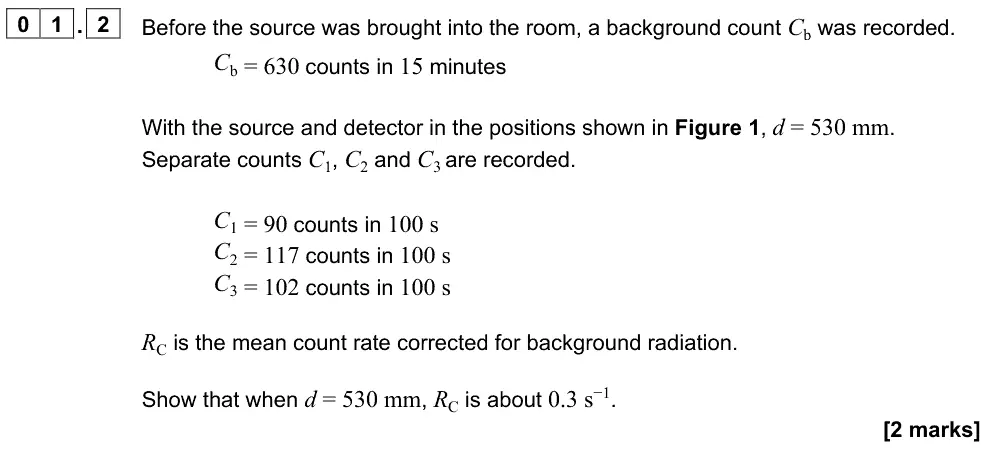 0 1 . 2 Before the source was brought into the room, a background count C_b was recorded.
C_b = 630 counts in 15 minutes
With the source and detector in the positions shown in Figure 1, d = 530 mm.
Separate counts C_1, C_2 and C_3 are recorded.
C_1 = 90 counts in 100 s
C_2 = 117 counts in 100 s
C_3 = 102 counts in 100 s
R_C is the mean count rate corrected for background radiation.
Show that when d = 530 mm, R_C is about 0.3 s⁻¹.
[2 marks]